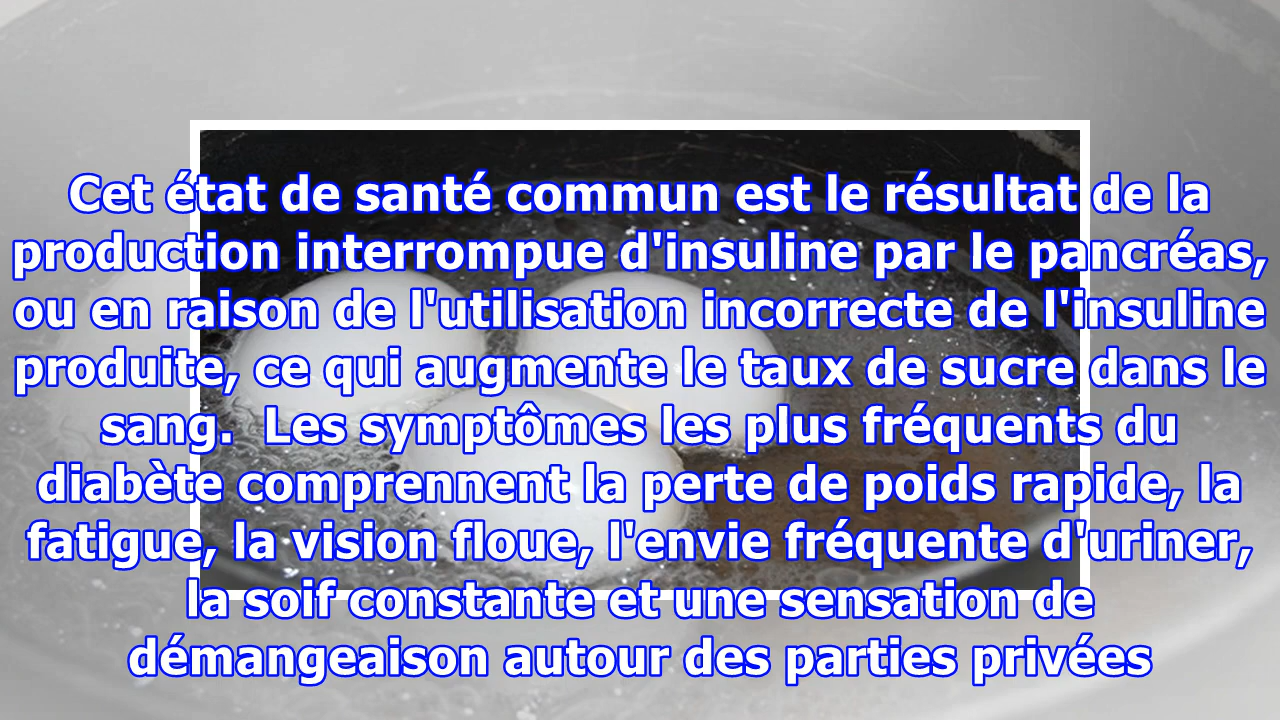 Cet état de santé commun est le résultat de la
production interrompue d'insuline par le pancréas,
ou en raison de l'utilisation incorrecte de l'insuline
produite, ce qui augmente le taux de sucre dans le
sang.  Les symptômes les plus fréquents du
diabète comprennent la perte de poids rapide, la
fatigue, la vision floue, l'envie fréquente d'uriner,
la soif constante et une sensation de
démangeaison autour des parties privées